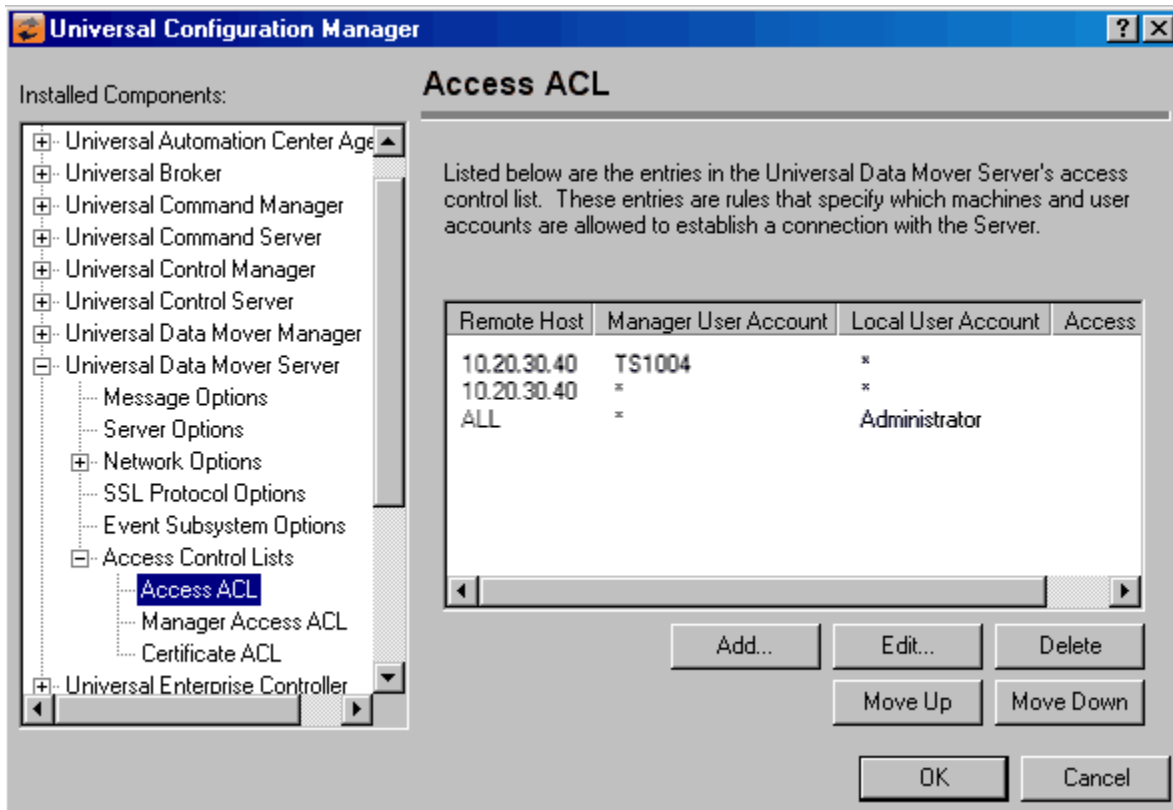 Universal Configuration Manager
Installed Components:
Universal Automation Center Age
Universal Broker
Universal Command Manager
Universal Command Server
Universal Control Manager
Universal Control Server
Universal Data Mover Manager
Universal Data Mover Server
Message Options
Server Options
Network Options
SSL Protocol Options
Event Subsystem Options
Access Control Lists
Access ACL
Manager Access ACL
Certificate ACL
Universal Enterprise Controller
Access ACL
Listed below are the entries in the Universal Data Mover Server's access
control list. These entries are rules that specify which machines and user
accounts are allowed to establish a connection with the Server.
Remote Host Manager User Account Local User Account Access
10.20.30.40 TS1004 *
10.20.30.40 * *
ALL * Administrator
Add... Edit... Delete
Move Up Move Down
OK Cancel